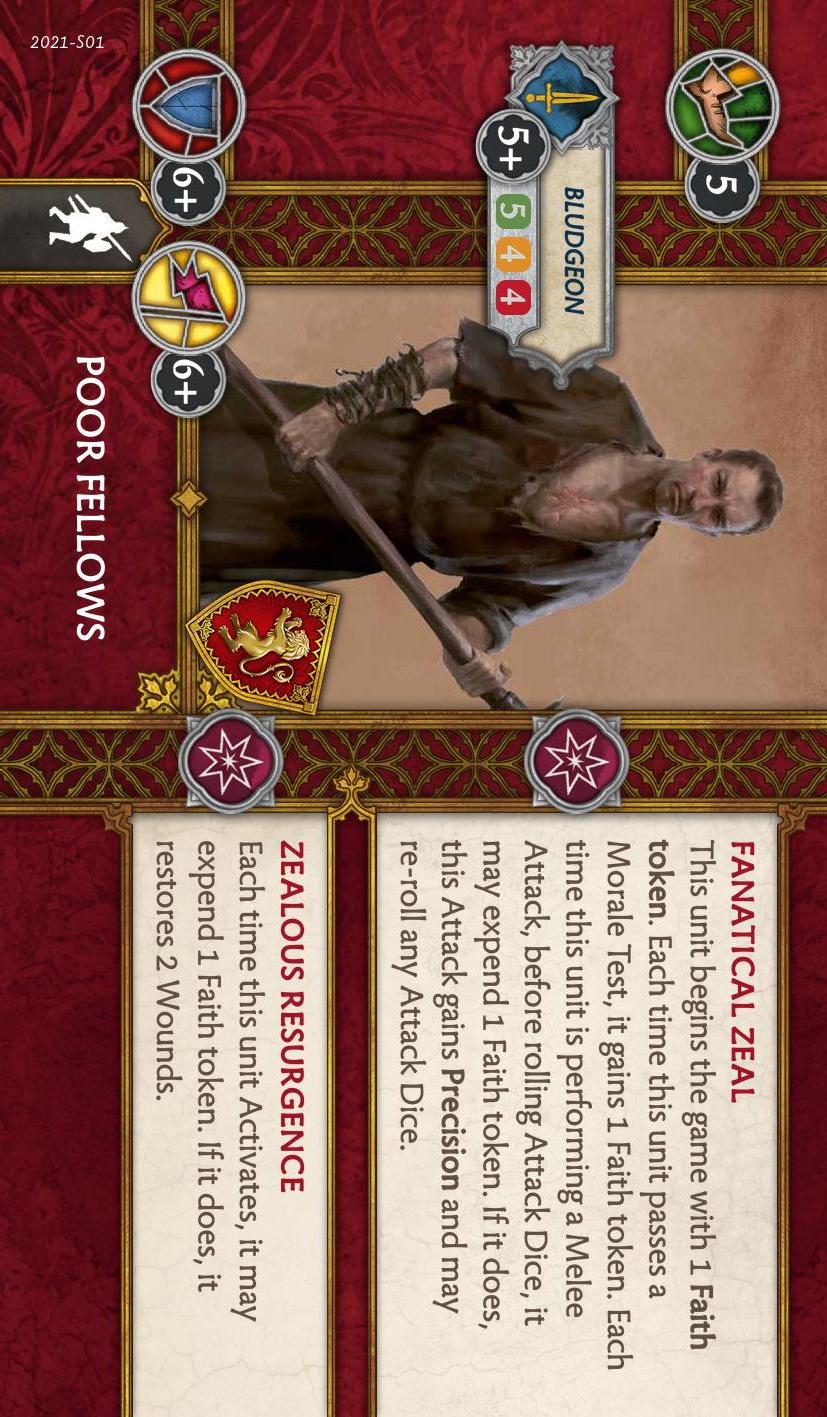 5
BLUDGEON
5+
5 4 4
6+
6+
POOR FELLOWS
2021-S01
FANATICAL ZEAL
This unit begins the game with 1 Faith
token. Each time this unit passes a
Morale Test, it gains 1 Faith token. Each
time this unit is performing a Melee
Attack, before rolling Attack Dice, it
may expend 1 Faith token. If it does,
this Attack gains Precision and may
re-roll any Attack Dice.
ZEALOUS RESURGENCE
Each time this unit Activates, it may
expend 1 Faith token. If it does, it
restores 2 Wounds.